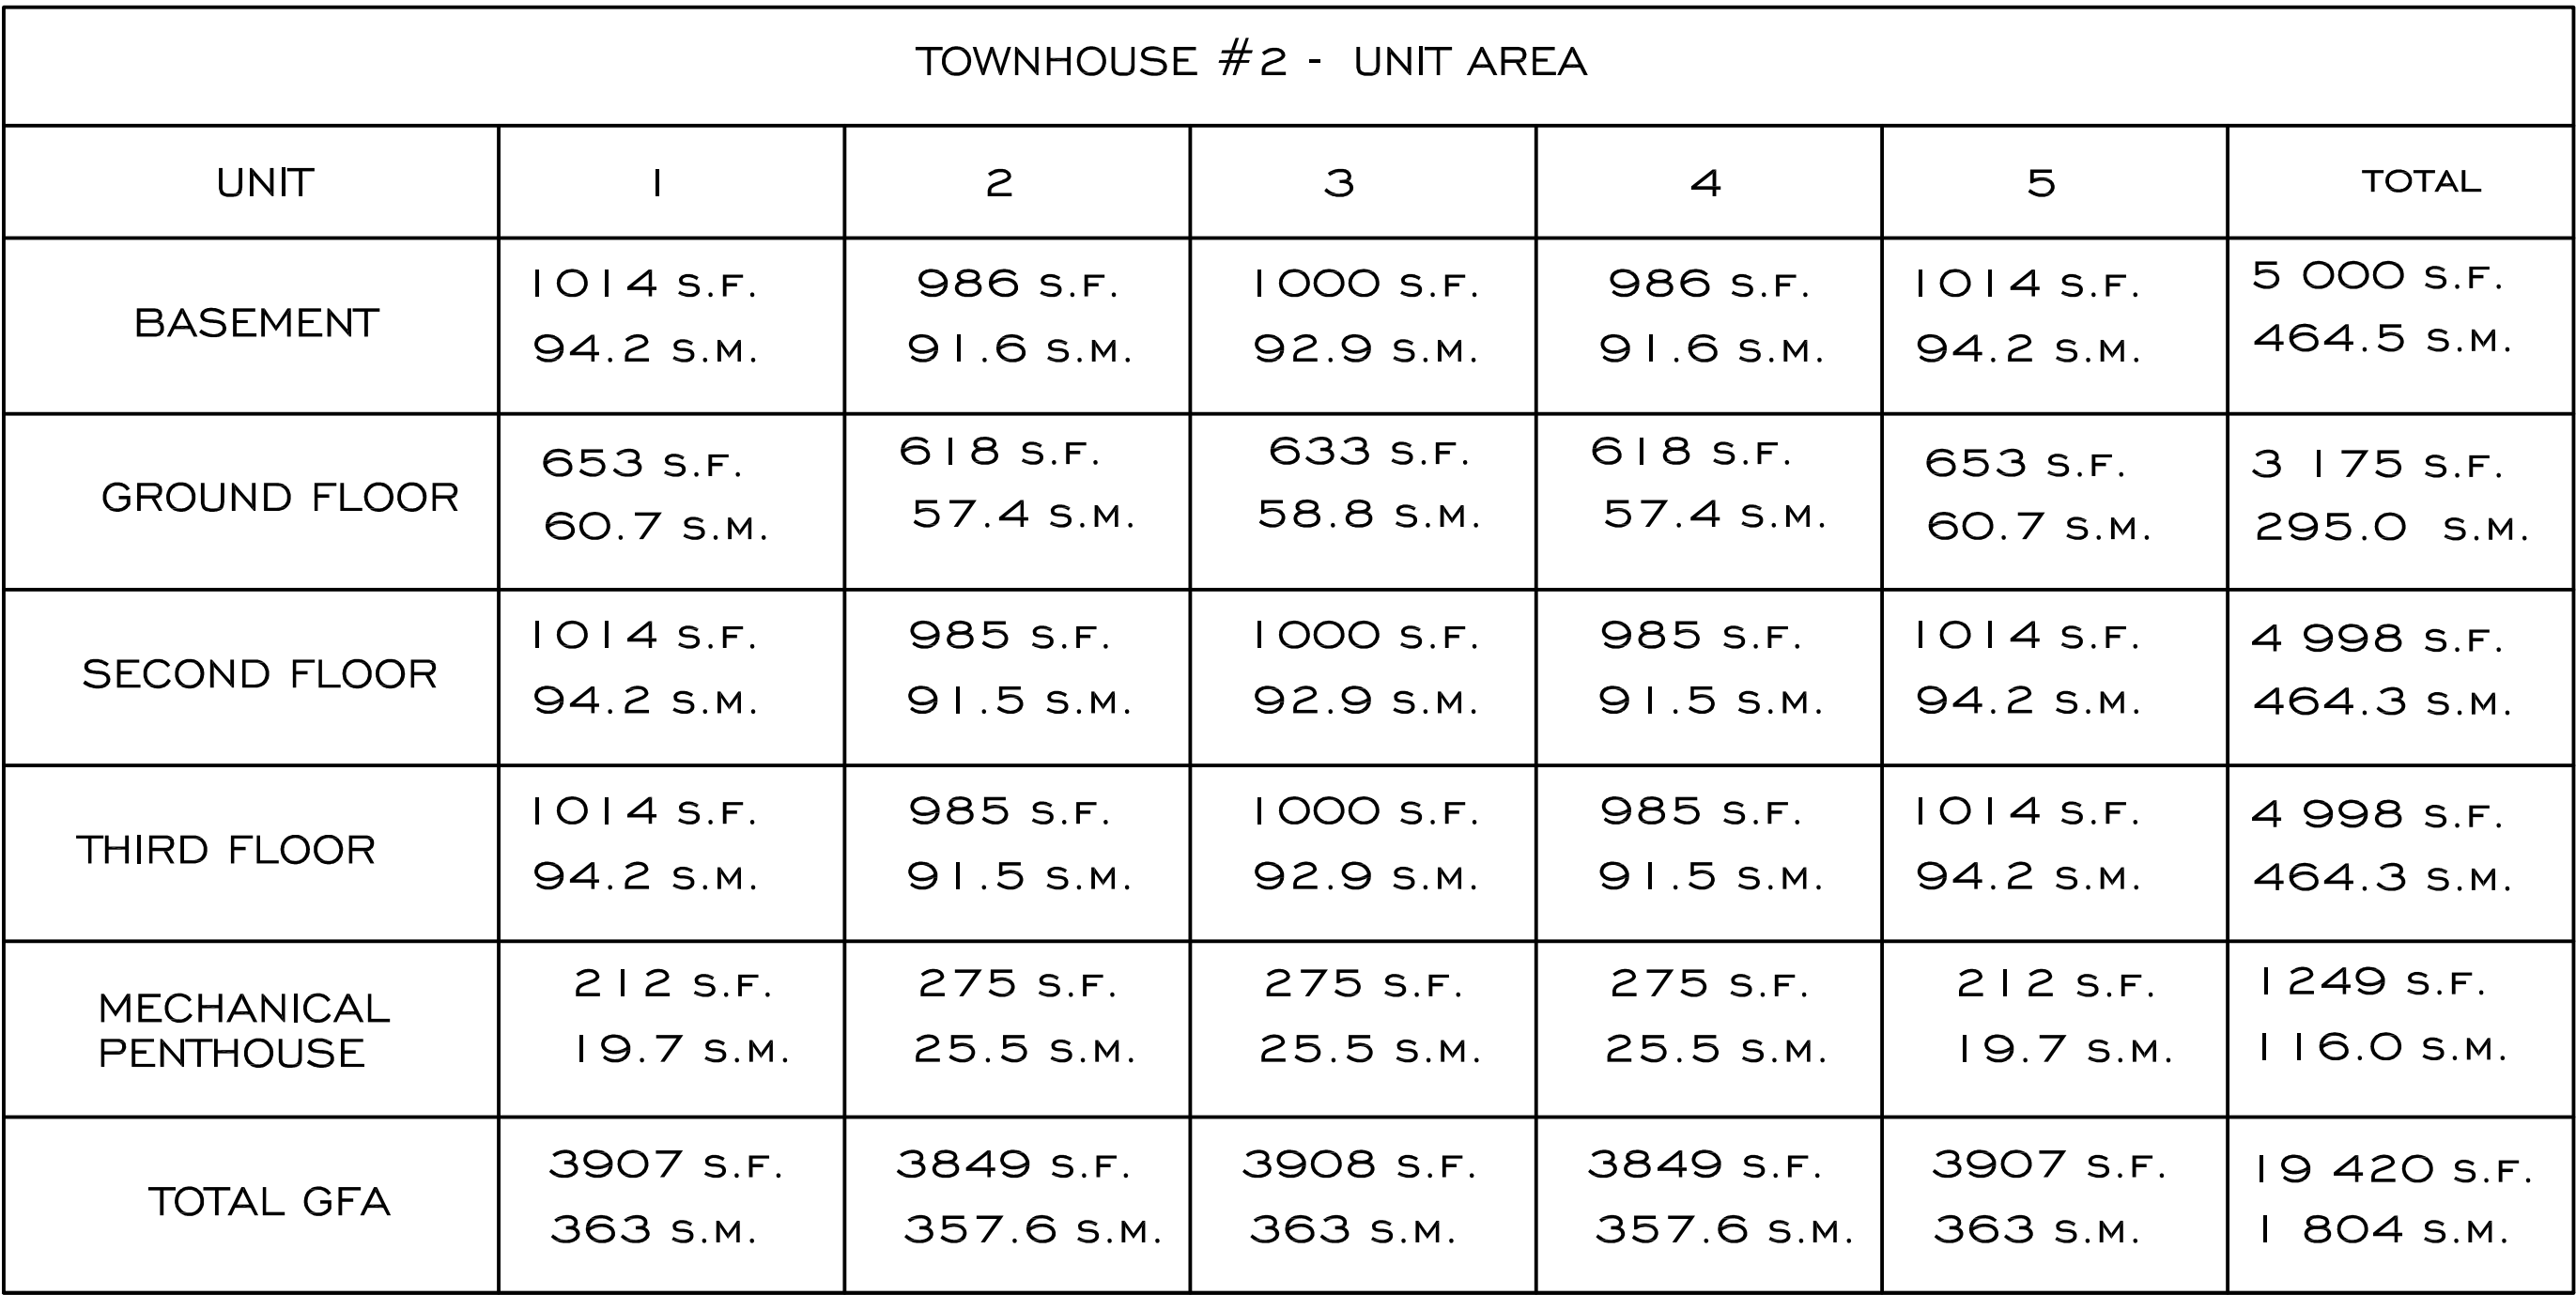 TOWNHOUSE #2 - UNIT AREA
UNIT 1 2 3 4 5 TOTAL
BASEMENT
1014 S.F. 986 S.F. 1000 S.F. 986 S.F. 1014 S.F. 5 000 S.F.
94.2 S.M. 91.6 S.M. 92.9 S.M. 91.6 S.M. 94.2 S.M. 464.5 S.M.
GROUND FLOOR
653 S.F. 618 S.F. 633 S.F. 618 S.F. 653 S.F. 3 175 S.F.
60.7 S.M. 57.4 S.M. 58.8 S.M. 57.4 S.M. 60.7 S.M. 295.0 S.M.
SECOND FLOOR
1014 S.F. 985 S.F. 1000 S.F. 985 S.F. 1014 S.F. 4 998 S.F.
94.2 S.M. 91.5 S.M. 92.9 S.M. 91.5 S.M. 94.2 S.M. 464.3 S.M.
THIRD FLOOR
1014 S.F. 985 S.F. 1000 S.F. 985 S.F. 1014 S.F. 4 998 S.F.
94.2 S.M. 91.5 S.M. 92.9 S.M. 91.5 S.M. 94.2 S.M. 464.3 S.M.
MECHANICAL
PENTHOUSE
212 S.F. 275 S.F. 275 S.F. 275 S.F. 212 S.F. 1249 S.F.
19.7 S.M. 25.5 S.M. 25.5 S.M. 25.5 S.M. 19.7 S.M. 116.0 S.M.
TOTAL GFA
3907 S.F. 3849 S.F. 3908 S.F. 3849 S.F. 3907 S.F. 19 420 S.F.
363 S.M. 357.6 S.M. 363 S.M. 357.6 S.M. 363 S.M. 1 804 S.M.